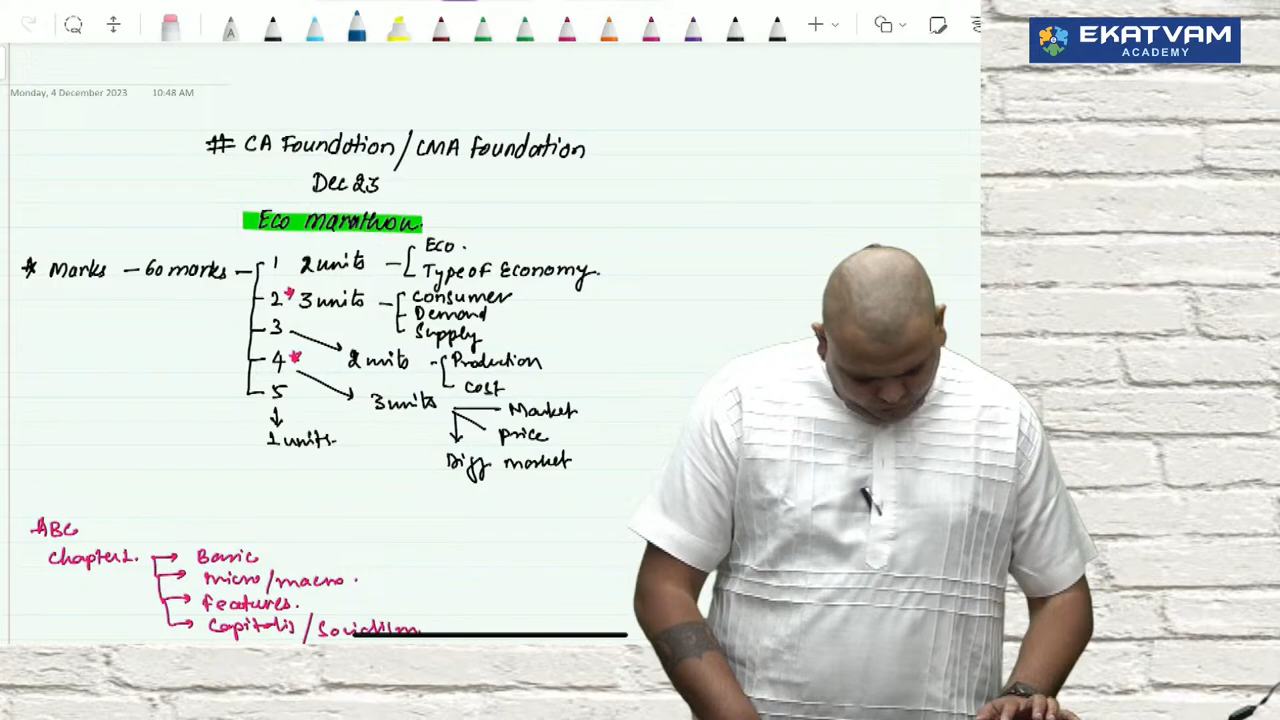 EKATVAM
ACADEMY
Monday, 4 December 2023 10:48 AM
# CA Foundation / CMA Foundation
Dec 23
Eco marathon.
* Marks - 60 marks - 1 2 units - Eco.
Type of Economy.
2* 3 units - Consumer
Demand
Supply
3 2 units - Production
Cost
4* 3 units Market
Price
Diff market
5
1 units.
ABC
Chapter 1. Basic
micro/macro.
features.
Capitalis / Socialism.